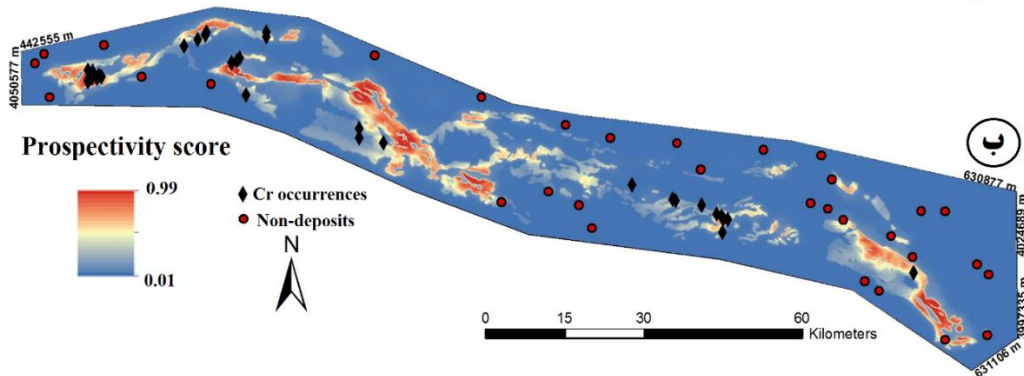 442555 m
4050577 m
Prospectivity score
0.99
0.01
Cr occurrences
Non-deposits
N
0 15 30 60
Kilometers
ب
630877 m
4024689 m
631106 m